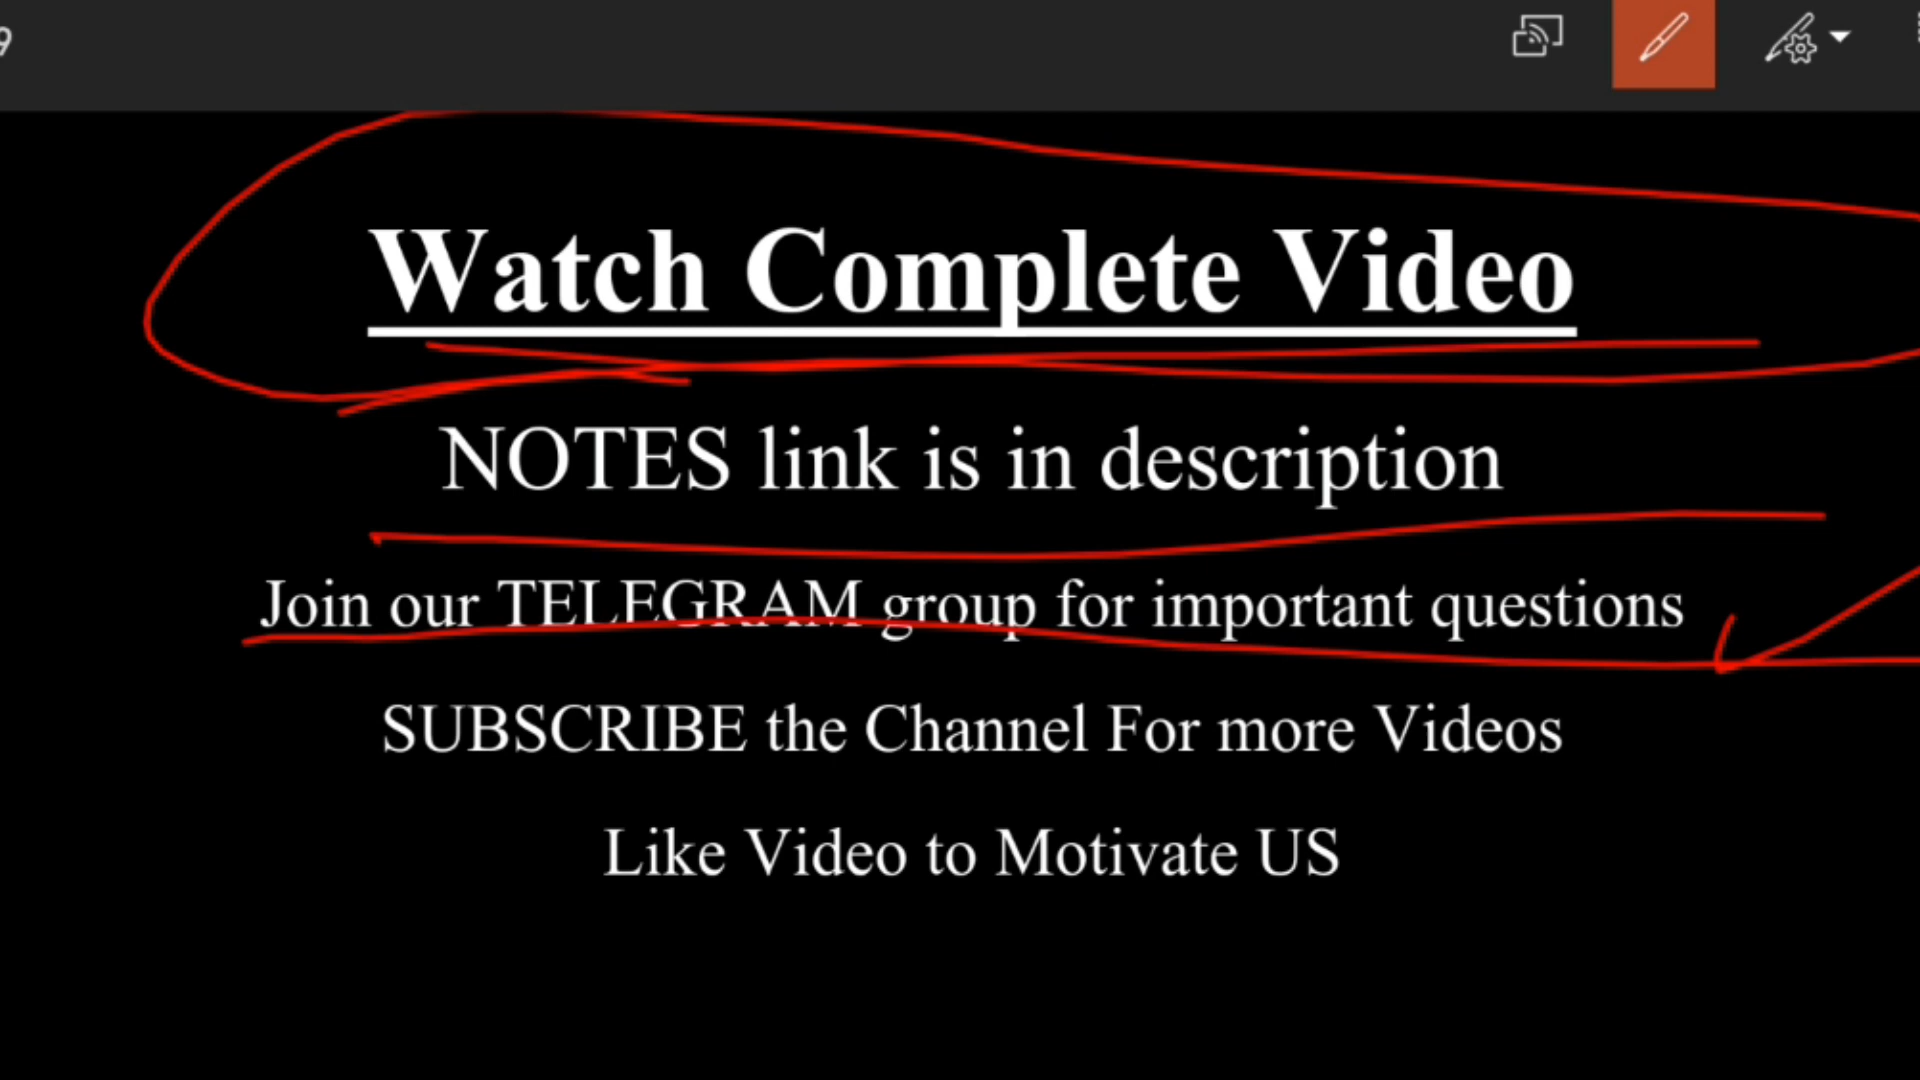 9
Watch Complete Video
NOTES link is in description
Join our TELEGRAM group for important questions
SUBSCRIBE the Channel For more Videos
Like Video to Motivate US